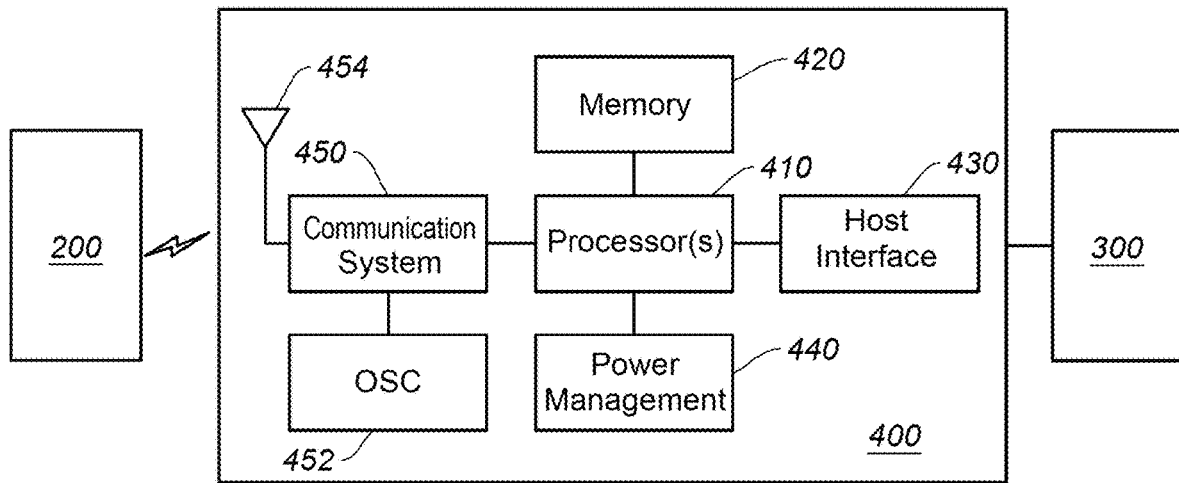 454
420
Memory
450
410
430
200
Communication
System
Processor(s)
Host
Interface
300
OSC
Power
Management
440
452
400